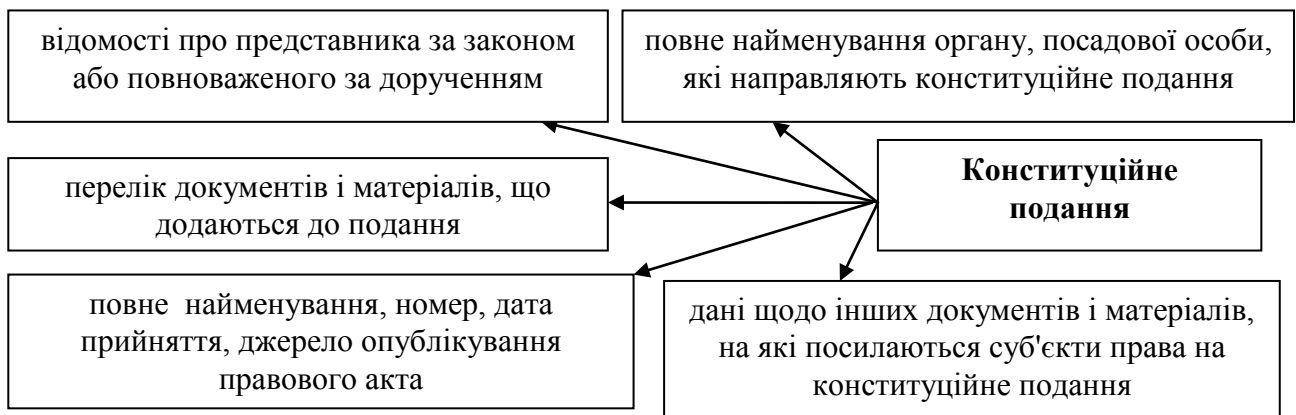 відомості про представника за законом
або повноваженого за дорученням
повне найменування органу, посадової особи,
які направляють конституційне подання
перелік документів і матеріалів, що
додаються до подання
Конституційне
подання
повне найменування, номер, дата
прийняття, джерело опублікування
правового акта
дані щодо інших документів і матеріалів,
на які посилаються суб'єкти права на
конституційне подання